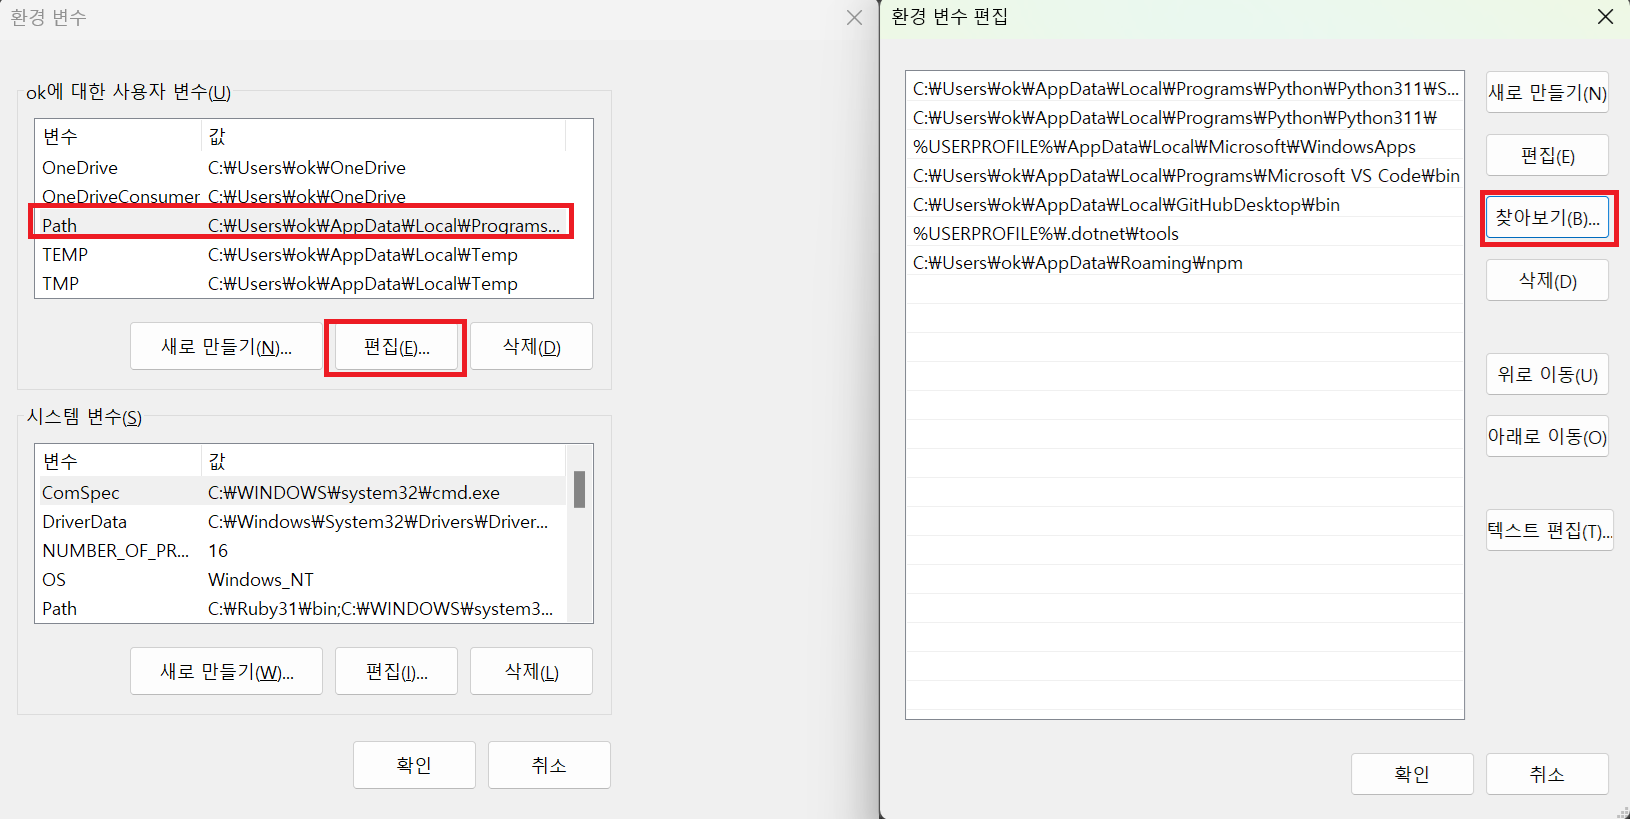 환경 변수
ok에 대한 사용자 변수(U)
변수 값
OneDrive C:₩Users₩ok₩OneDrive
OneDriveConsumer C:₩Users₩ok₩OneDrive
Path C:₩Users₩ok₩AppData₩Local₩Programs...
TEMP C:₩Users₩ok₩AppData₩Local₩Temp
TMP C:₩Users₩ok₩AppData₩Local₩Temp
새로 만들기(N)... 편집(E)... 삭제(D)
시스템 변수(S)
변수 값
ComSpec C:₩WINDOWS₩system32₩cmd.exe
DriverData C:₩Windows₩System32₩Drivers₩Driver...
NUMBER_OF_PR... 16
OS Windows_NT
Path C:₩Ruby31₩bin;C:₩WINDOWS₩system3...
새로 만들기(W)... 편집(I)... 삭제(L)
확인 취소
환경 변수 편집
C:₩Users₩ok₩AppData₩Local₩Programs₩Python₩Python311₩S...
C:₩Users₩ok₩AppData₩Local₩Programs₩Python₩Python311₩
%USERPROFILE%₩AppData₩Local₩Microsoft₩WindowsApps
C:₩Users₩ok₩AppData₩Local₩Programs₩Microsoft VS Code₩bin
C:₩Users₩ok₩AppData₩Local₩GitHubDesktop₩bin
%USERPROFILE%₩.dotnet₩tools
C:₩Users₩ok₩AppData₩Roaming₩npm
새로 만들기(N)
편집(E)
찾아보기(B)...
삭제(D)
위로 이동(U)
아래로 이동(O)
텍스트 편집(T)...
확인 취소